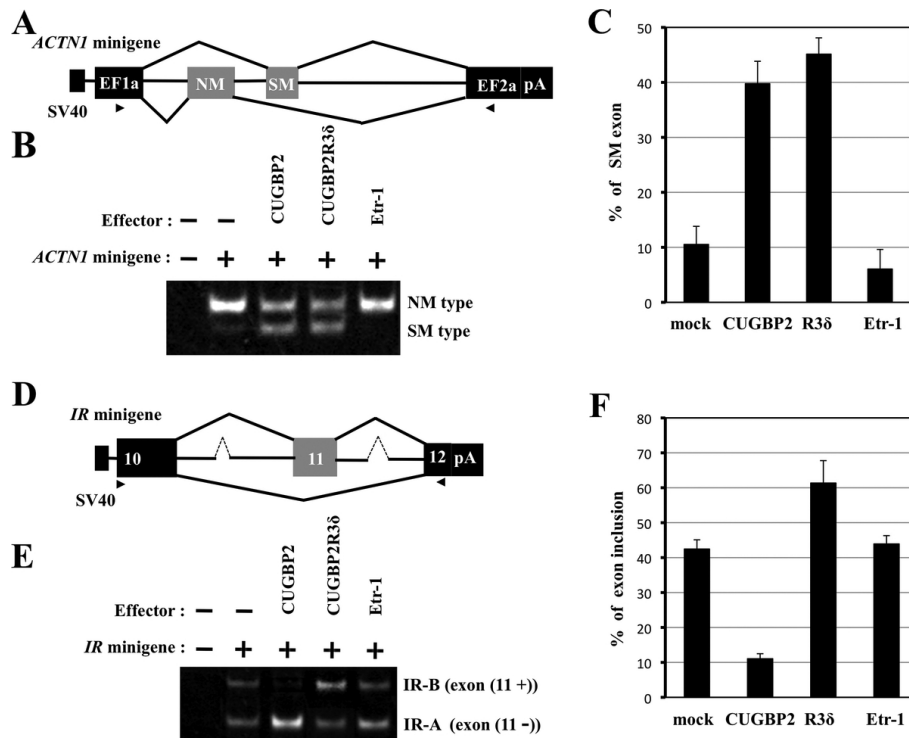 A
ACTN1 minigene
EF1a NM SM EF2a pA
SV40
B
CUGBP2 CUGBP2R3δ Etr-1
Effector : – –
ACTN1 minigene : – + + + +
NM type
SM type
C
% of SM exon
50
40
30
20
10
0
mock CUGBP2 R3δ Etr-1
D
IR minigene
10 11 12 pA
SV40
E
CUGBP2 CUGBP2R3δ Etr-1
Effector : – –
IR minigene : – + + + +
IR-B (exon (11 +))
IR-A (exon (11 –))
F
% of exon inclusion
80
70
60
50
40
30
20
10
0
mock CUGBP2 R3δ Etr-1